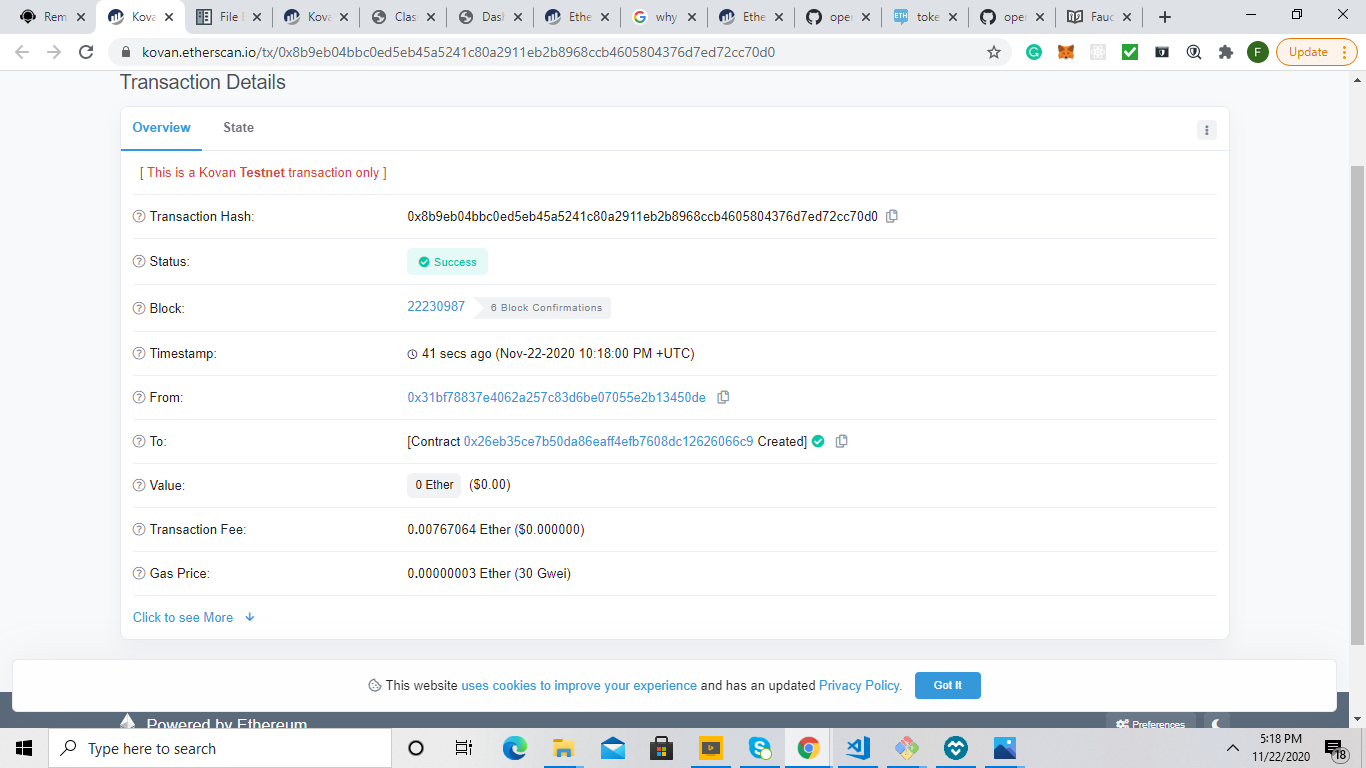 Rem
Kova
File E
Kova
Clas
Dash
Ethe
why
Ethe
oper
ETH
toke
oper
Fauc
kovan.etherscan.io/tx/0x8b9eb04bbc0ed5eb45a5241c80a2911eb2b8968ccb4605804376d7ed72cc70d0
F
Update
Transaction Details
Overview State
[ This is a Kovan Testnet transaction only ]
Transaction Hash: 0x8b9eb04bbc0ed5eb45a5241c80a2911eb2b8968ccb4605804376d7ed72cc70d0
Status: Success
Block: 22230987 6 Block Confirmations
Timestamp: 41 secs ago (Nov-22-2020 10:18:00 PM +UTC)
From: 0x31bf78837e4062a257c83d6be07055e2b13450de
To: [Contract 0x26eb35ce7b50da86eaff4efb7608dc12626066c9 Created]
Value: 0 Ether ($0.00)
Transaction Fee: 0.00767064 Ether ($0.000000)
Gas Price: 0.00000003 Ether (30 Gwei)
Click to see More
This website uses cookies to improve your experience and has an updated Privacy Policy. Got It
Powered by Ethereum
Preferences
Type here to search
5:18 PM
11/22/2020
18